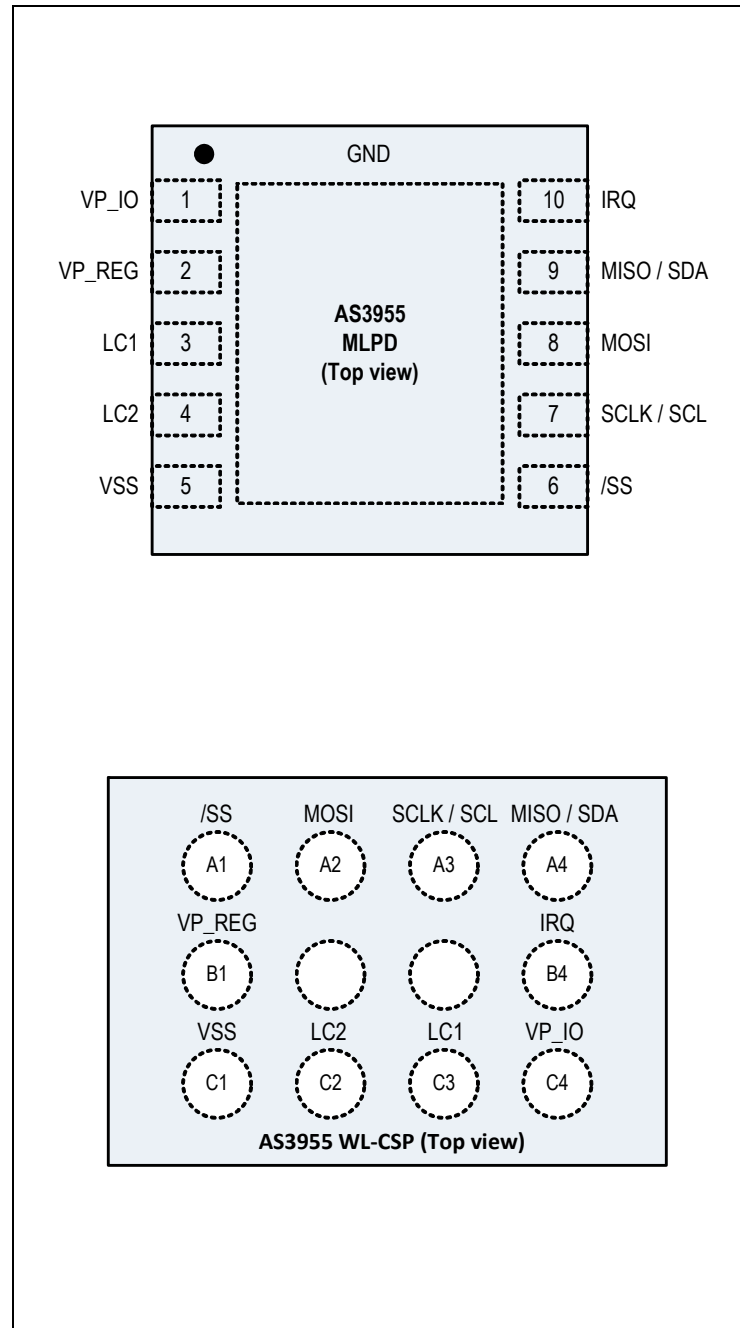 GND
VP_IO 1 10 IRQ
VP_REG 2 9 MISO / SDA
AS3955
MLPD
(Top view)
LC1 3 8 MOSI
LC2 4 7 SCLK / SCL
VSS 5 6 /SS
/SS MOSI SCLK / SCL MISO / SDA
A1 A2 A3 A4
VP_REG IRQ
B1 B4
VSS LC2 LC1 VP_IO
C1 C2 C3 C4
AS3955 WL-CSP (Top view)